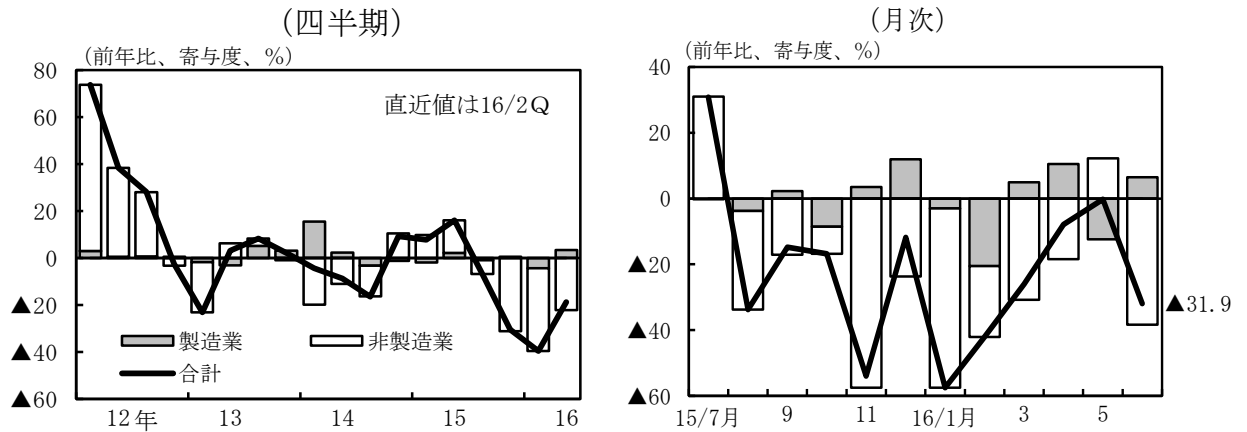 (四半期)
(前年比、寄与度、%)
80
60
40
20
0
▲20
▲40
▲60
直近値は16/2Q
製造業
非製造業
合計
12年 13 14 15 16
(月次)
(前年比、寄与度、%)
40
20
0
▲20
▲40
▲60
▲31.9
15/7月 9 11 16/1月 3 5